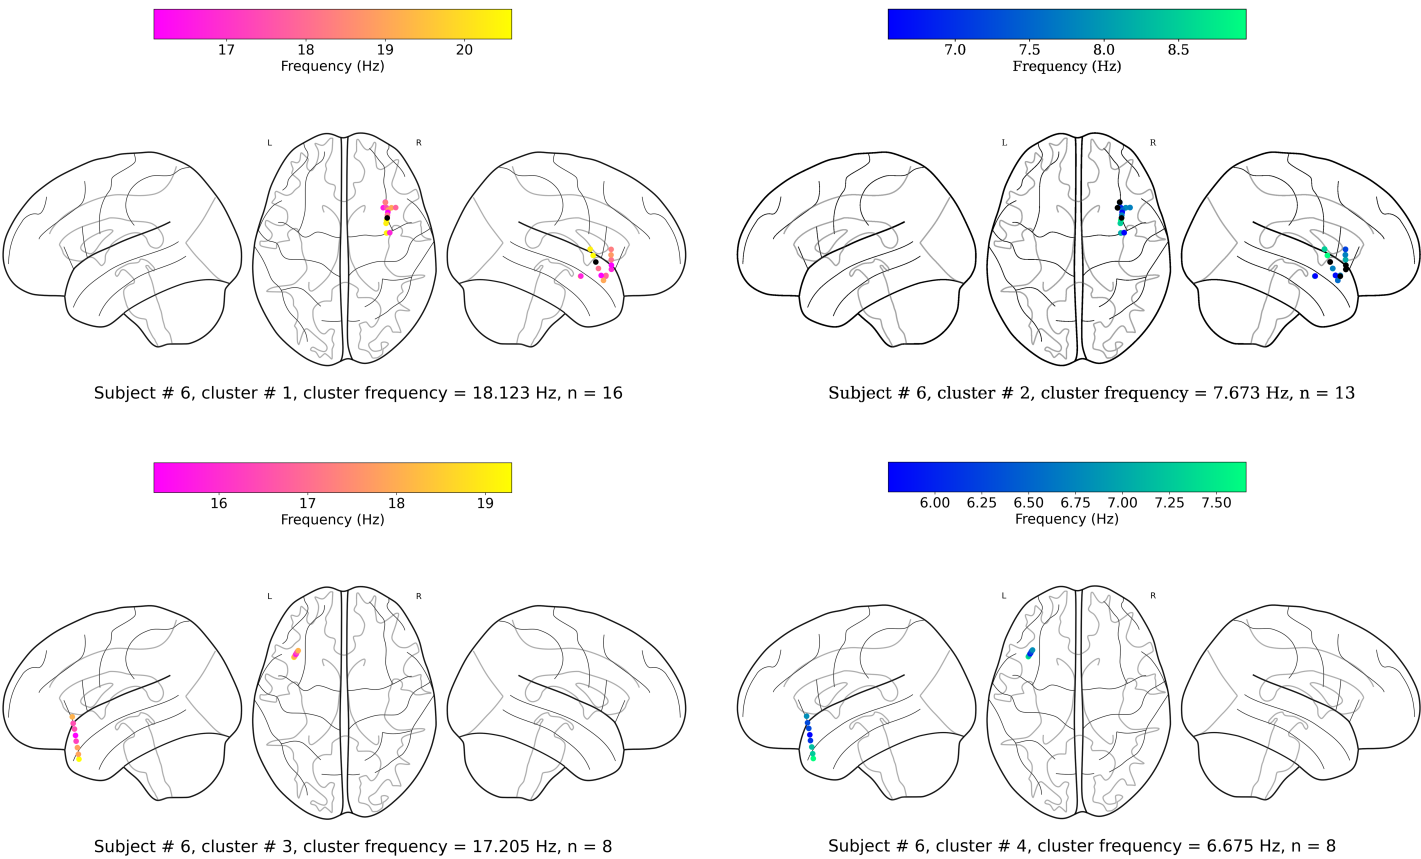 17 18 19 20
Frequency (Hz)
7.0 7.5 8.0 8.5
Frequency (Hz)
L R
L R
Subject # 6, cluster # 1, cluster frequency = 18.123 Hz, n = 16
Subject # 6, cluster # 2, cluster frequency = 7.673 Hz, n = 13
16 17 18 19
Frequency (Hz)
6.00 6.25 6.50 6.75 7.00 7.25 7.50
Frequency (Hz)
L R
L R
Subject # 6, cluster # 3, cluster frequency = 17.205 Hz, n = 8
Subject # 6, cluster # 4, cluster frequency = 6.675 Hz, n = 8